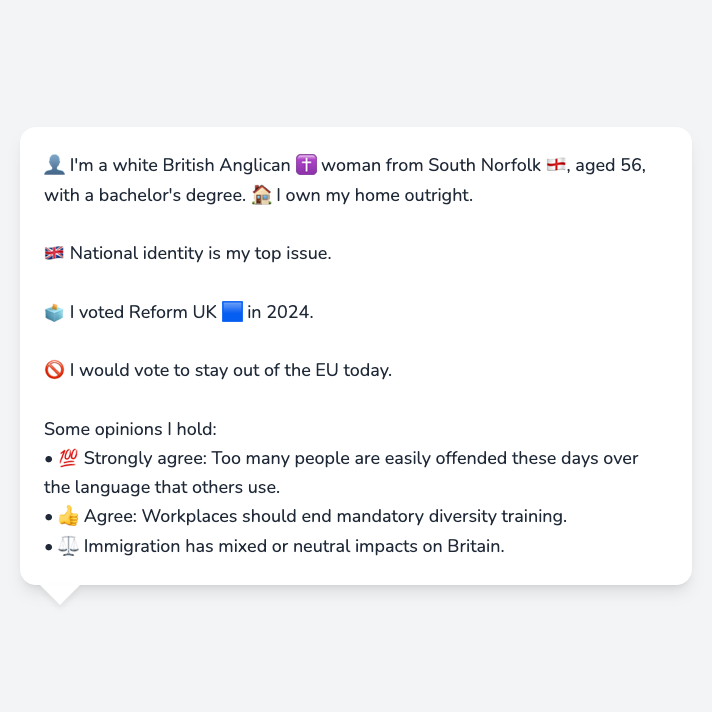 👤 I'm a white British Anglican ✝️ woman from South Norfolk 🏴󠁧󠁢󠁥󠁮󠁧󠁿, aged 56,
with a bachelor's degree. 🏠 I own my home outright.
🇬🇧 National identity is my top issue.
🗳️ I voted Reform UK 🟦 in 2024.
🚫 I would vote to stay out of the EU today.
Some opinions I hold:
• 💯 Strongly agree: Too many people are easily offended these days over
the language that others use.
• 👍 Agree: Workplaces should end mandatory diversity training.
• ⚖️ Immigration has mixed or neutral impacts on Britain.